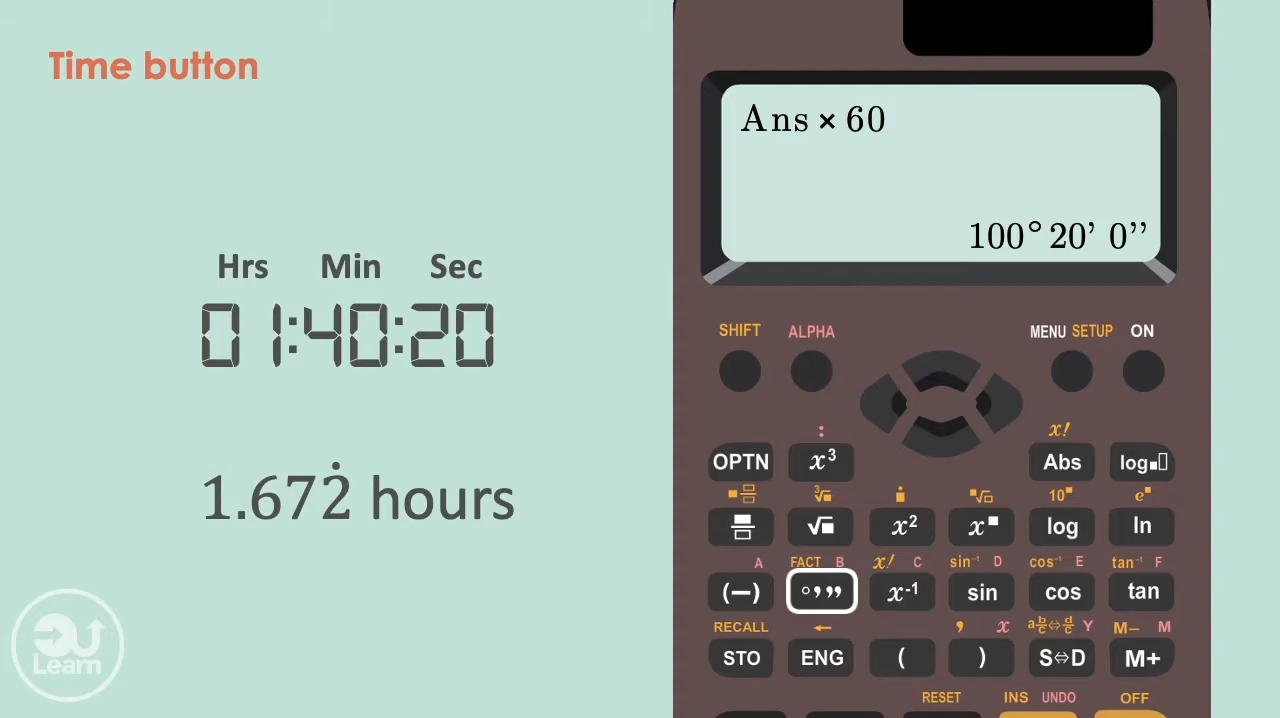 Time button
Hrs Min Sec
01:40:20
1.672̇ hours
Learn
Ans × 60
100° 20’ 0’’
SHIFT ALPHA MENU SETUP ON
: x!
OPTN x³ Abs log■▯
■⊟ ³√■ ■̇ ■√□ 10■ e■
√■ x² x■ log ln
A FACT B x! C sin⁻¹ D cos⁻¹ E tan⁻¹ F
(−) °’” x⁻¹ sin cos tan
RECALL ← , x a b/c⇔d/c Y M− M
STO ENG ( ) S⇔D M+
RESET INS UNDO OFF